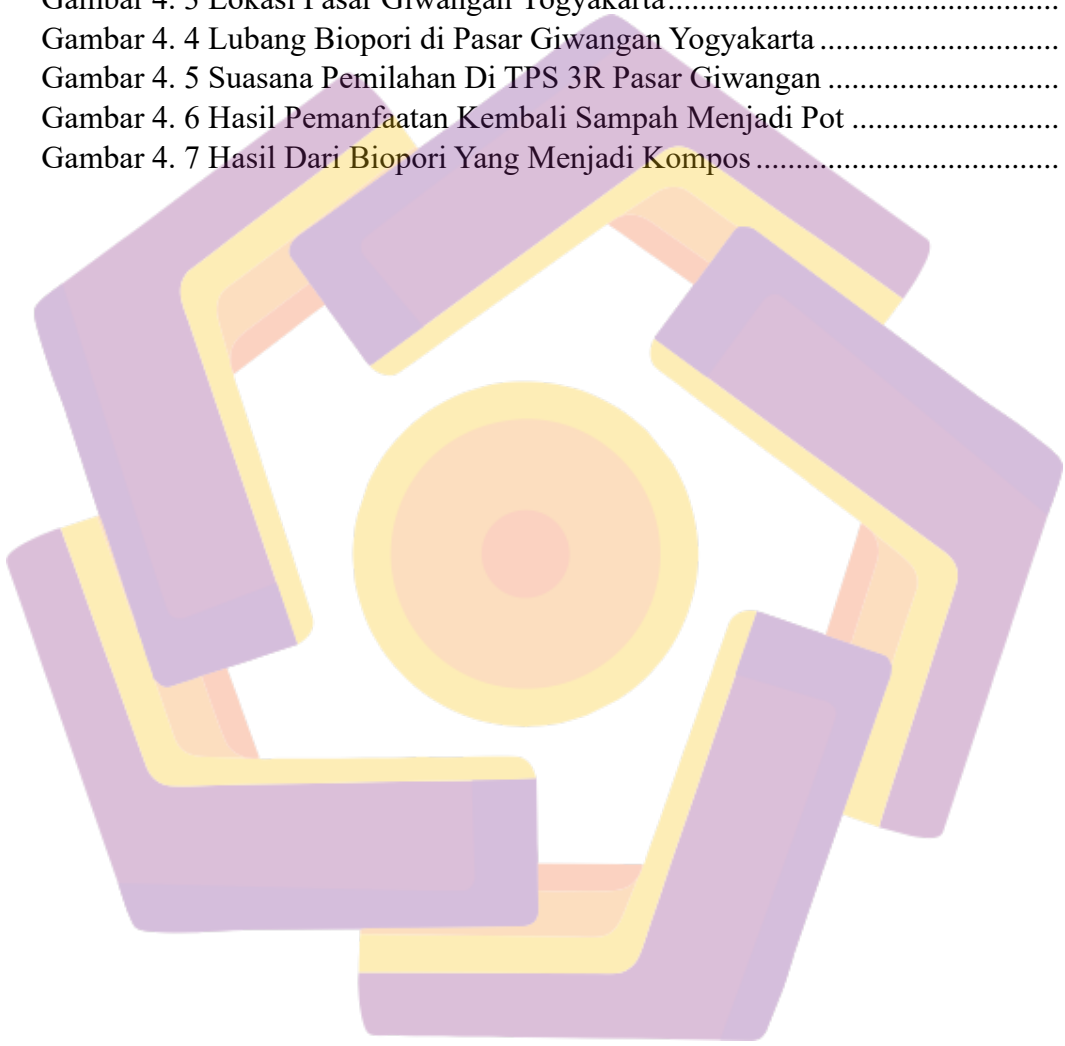 Gambar 4. 3 Lokasi Pasar Giwangan Yogyakarta.....................................................
Gambar 4. 4 Lubang Biopori di Pasar Giwangan Yogyakarta ................................
Gambar 4. 5 Suasana Pemilahan Di TPS 3R Pasar Giwangan ...............................
Gambar 4. 6 Hasil Pemanfaatan Kembali Sampah Menjadi Pot ............................
Gambar 4. 7 Hasil Dari Biopori Yang Menjadi Kompos ........................................